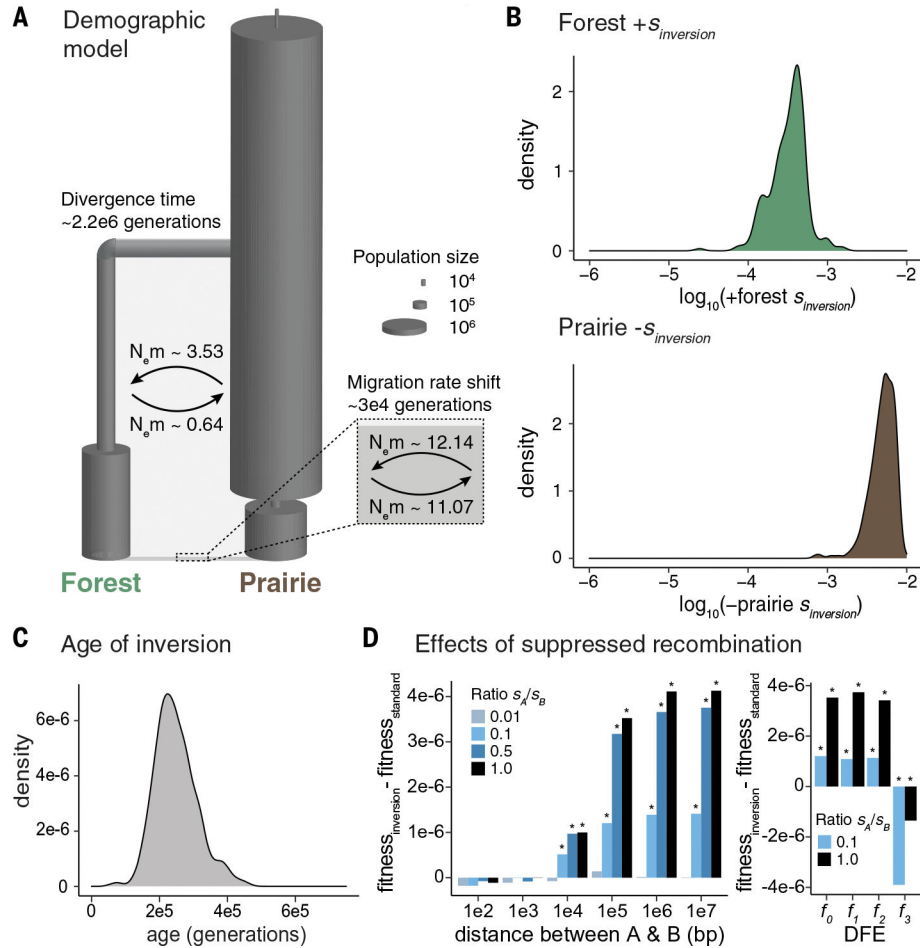 A
Demographic
model
Divergence time
~2.2e6 generations
Population size
10⁴
10⁵
10⁶
Nₑm ~ 3.53
Nₑm ~ 0.64
Migration rate shift
~3e4 generations
Nₑm ~ 12.14
Nₑm ~ 11.07
Forest
Prairie
B
Forest +s_inversion
density
2
1
0
-6 -5 -4 -3 -2
log₁₀(+forest s_inversion)
Prairie -s_inversion
density
2
1
0
-6 -5 -4 -3 -2
log₁₀(−prairie s_inversion)
C Age of inversion
density
6e-6
4e-6
2e-6
0
0 2e5 4e5 6e5
age (generations)
D Effects of suppressed recombination
fitness_inversion - fitness_standard
4e-6
3e-6
2e-6
1e-6
0
Ratio s_A/s_B
0.01
0.1
0.5
1.0
* * * * * * * * * * * *
1e2 1e3 1e4 1e5 1e6 1e7
distance between A & B (bp)
fitness_inversion - fitness_standard
4e-6
2e-6
0
-2e-6
-4e-6
* * * * * * * *
Ratio s_A/s_B
0.1
1.0
f₀ f₁ f₂ f₃
DFE